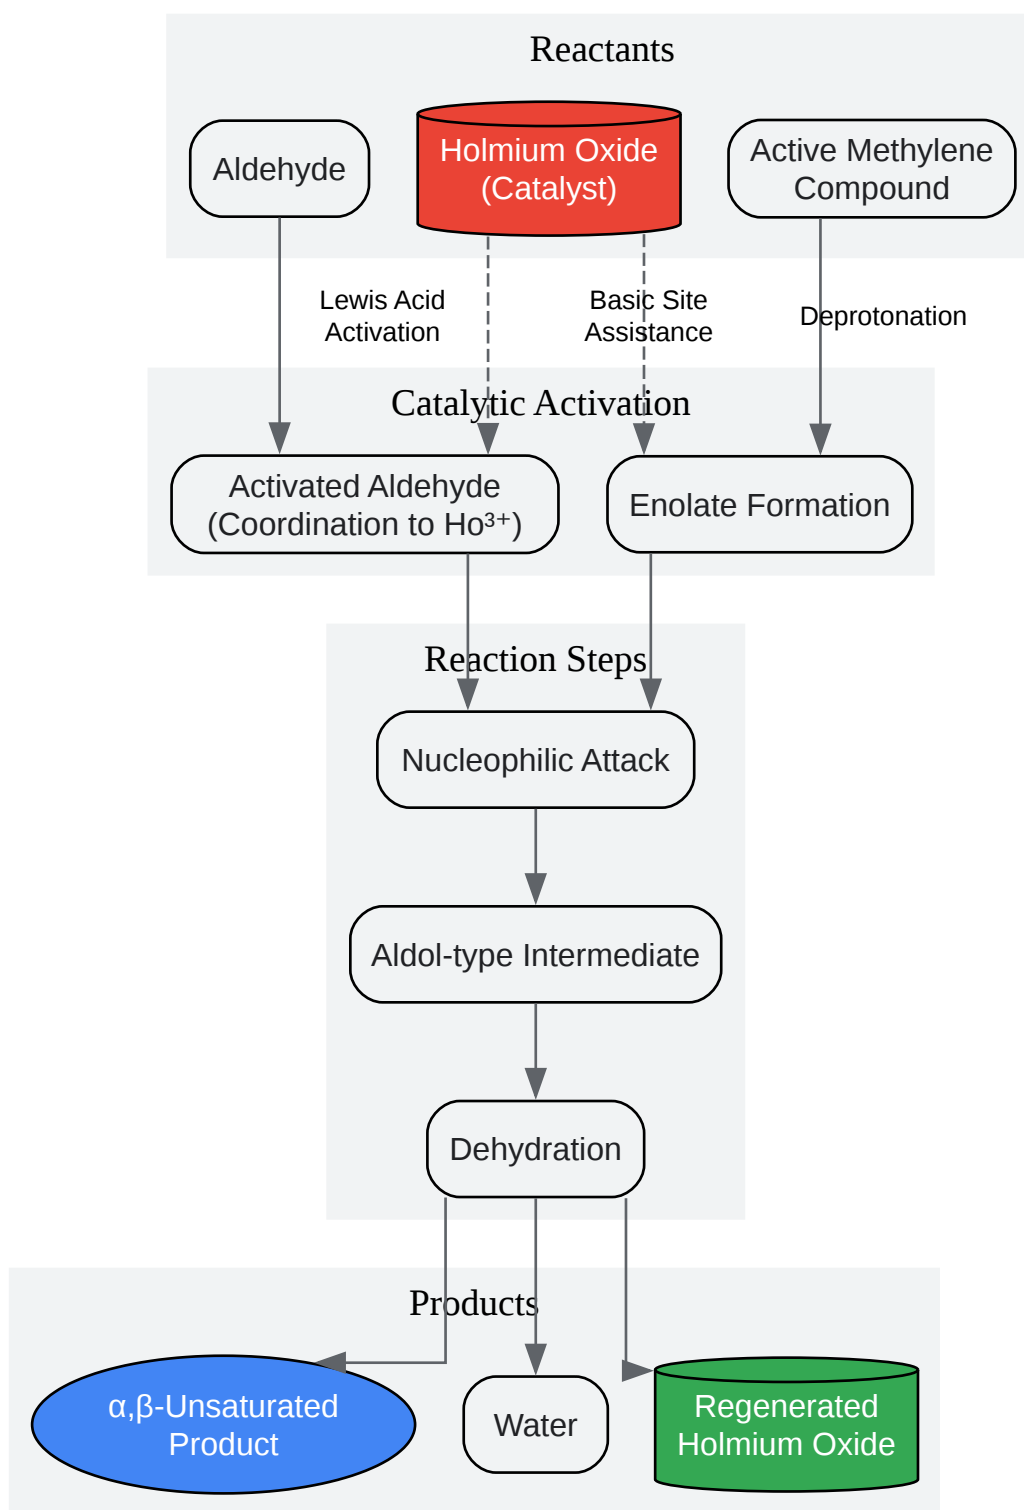 Reactants
Aldehyde
Holmium Oxide
(Catalyst)
Active Methylene
Compound
Lewis Acid
Activation
Basic Site
Assistance
Deprotonation
Catalytic Activation
Activated Aldehyde
(Coordination to Ho³⁺)
Enolate Formation
Reaction Steps
Nucleophilic Attack
Aldol-type Intermediate
Dehydration
Products
α,β-Unsaturated
Product
Water
Regenerated
Holmium Oxide